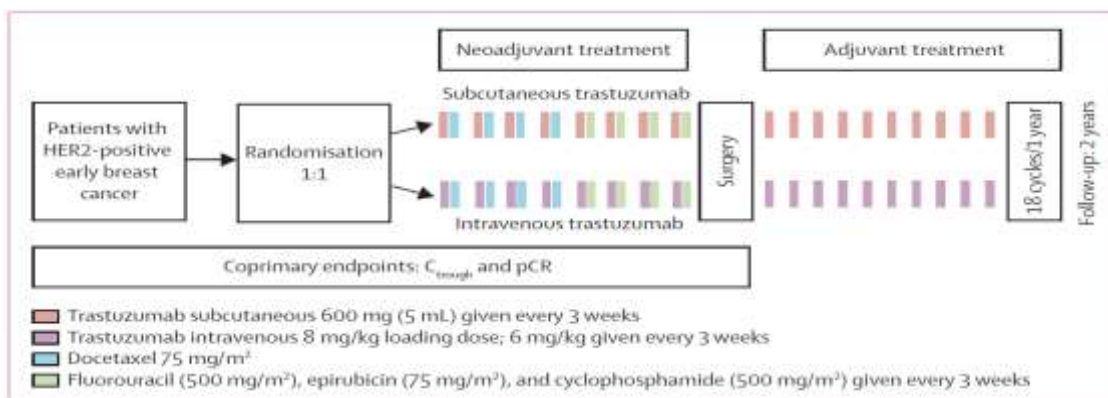 Neoadjuvant treatment
Adjuvant treatment
Subcutaneous trastuzumab
Patients with
HER2-positive
early breast
cancer
Randomisation
1:1
Surgery
18 cycles/1 year
Follow-up: 2 years
Intravenous trastuzumab
Coprimary endpoints: Ctrough and pCR
Trastuzumab subcutaneous 600 mg (5 mL) given every 3 weeks
Trastuzumab intravenous 8 mg/kg loading dose; 6 mg/kg given every 3 weeks
Docetaxel 75 mg/m²
Fluorouracil (500 mg/m²), epirubicin (75 mg/m²), and cyclophosphamide (500 mg/m²) given every 3 weeks